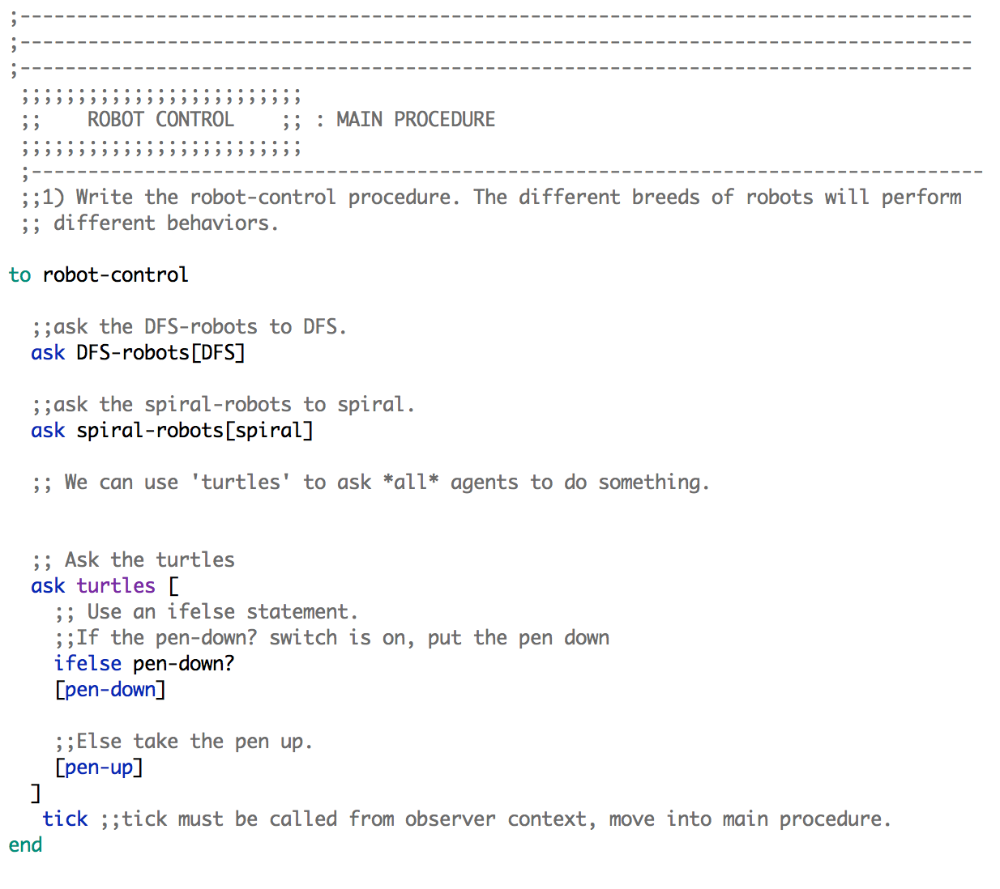 ;------------------------------------------------------------------------------------
;------------------------------------------------------------------------------------
;------------------------------------------------------------------------------------
 ;;;;;;;;;;;;;;;;;;;;;;;;;
 ;;    ROBOT CONTROL    ;; : MAIN PROCEDURE
 ;;;;;;;;;;;;;;;;;;;;;;;;;
 ;------------------------------------------------------------------------------------
 ;;1) Write the robot-control procedure. The different breeds of robots will perform
 ;; different behaviors.

to robot-control

  ;;ask the DFS-robots to DFS.
  ask DFS-robots[DFS]

  ;;ask the spiral-robots to spiral.
  ask spiral-robots[spiral]

  ;; We can use 'turtles' to ask *all* agents to do something.


  ;; Ask the turtles
  ask turtles [
    ;; Use an ifelse statement.
    ;;If the pen-down? switch is on, put the pen down
    ifelse pen-down?
    [pen-down]

    ;;Else take the pen up.
    [pen-up]
  ]
   tick ;;tick must be called from observer context, move into main procedure.
end